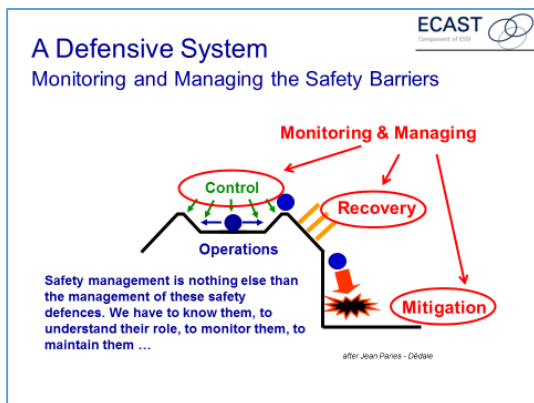 ECAST
Component of ESSI
A Defensive System
Monitoring and Managing the Safety Barriers
Monitoring & Managing
Control
Recovery
Operations
Safety management is nothing else than
the management of these safety
defences. We have to know them, to
understand their role, to monitor them, to
maintain them …
Mitigation
after Jean Paries - Dédale